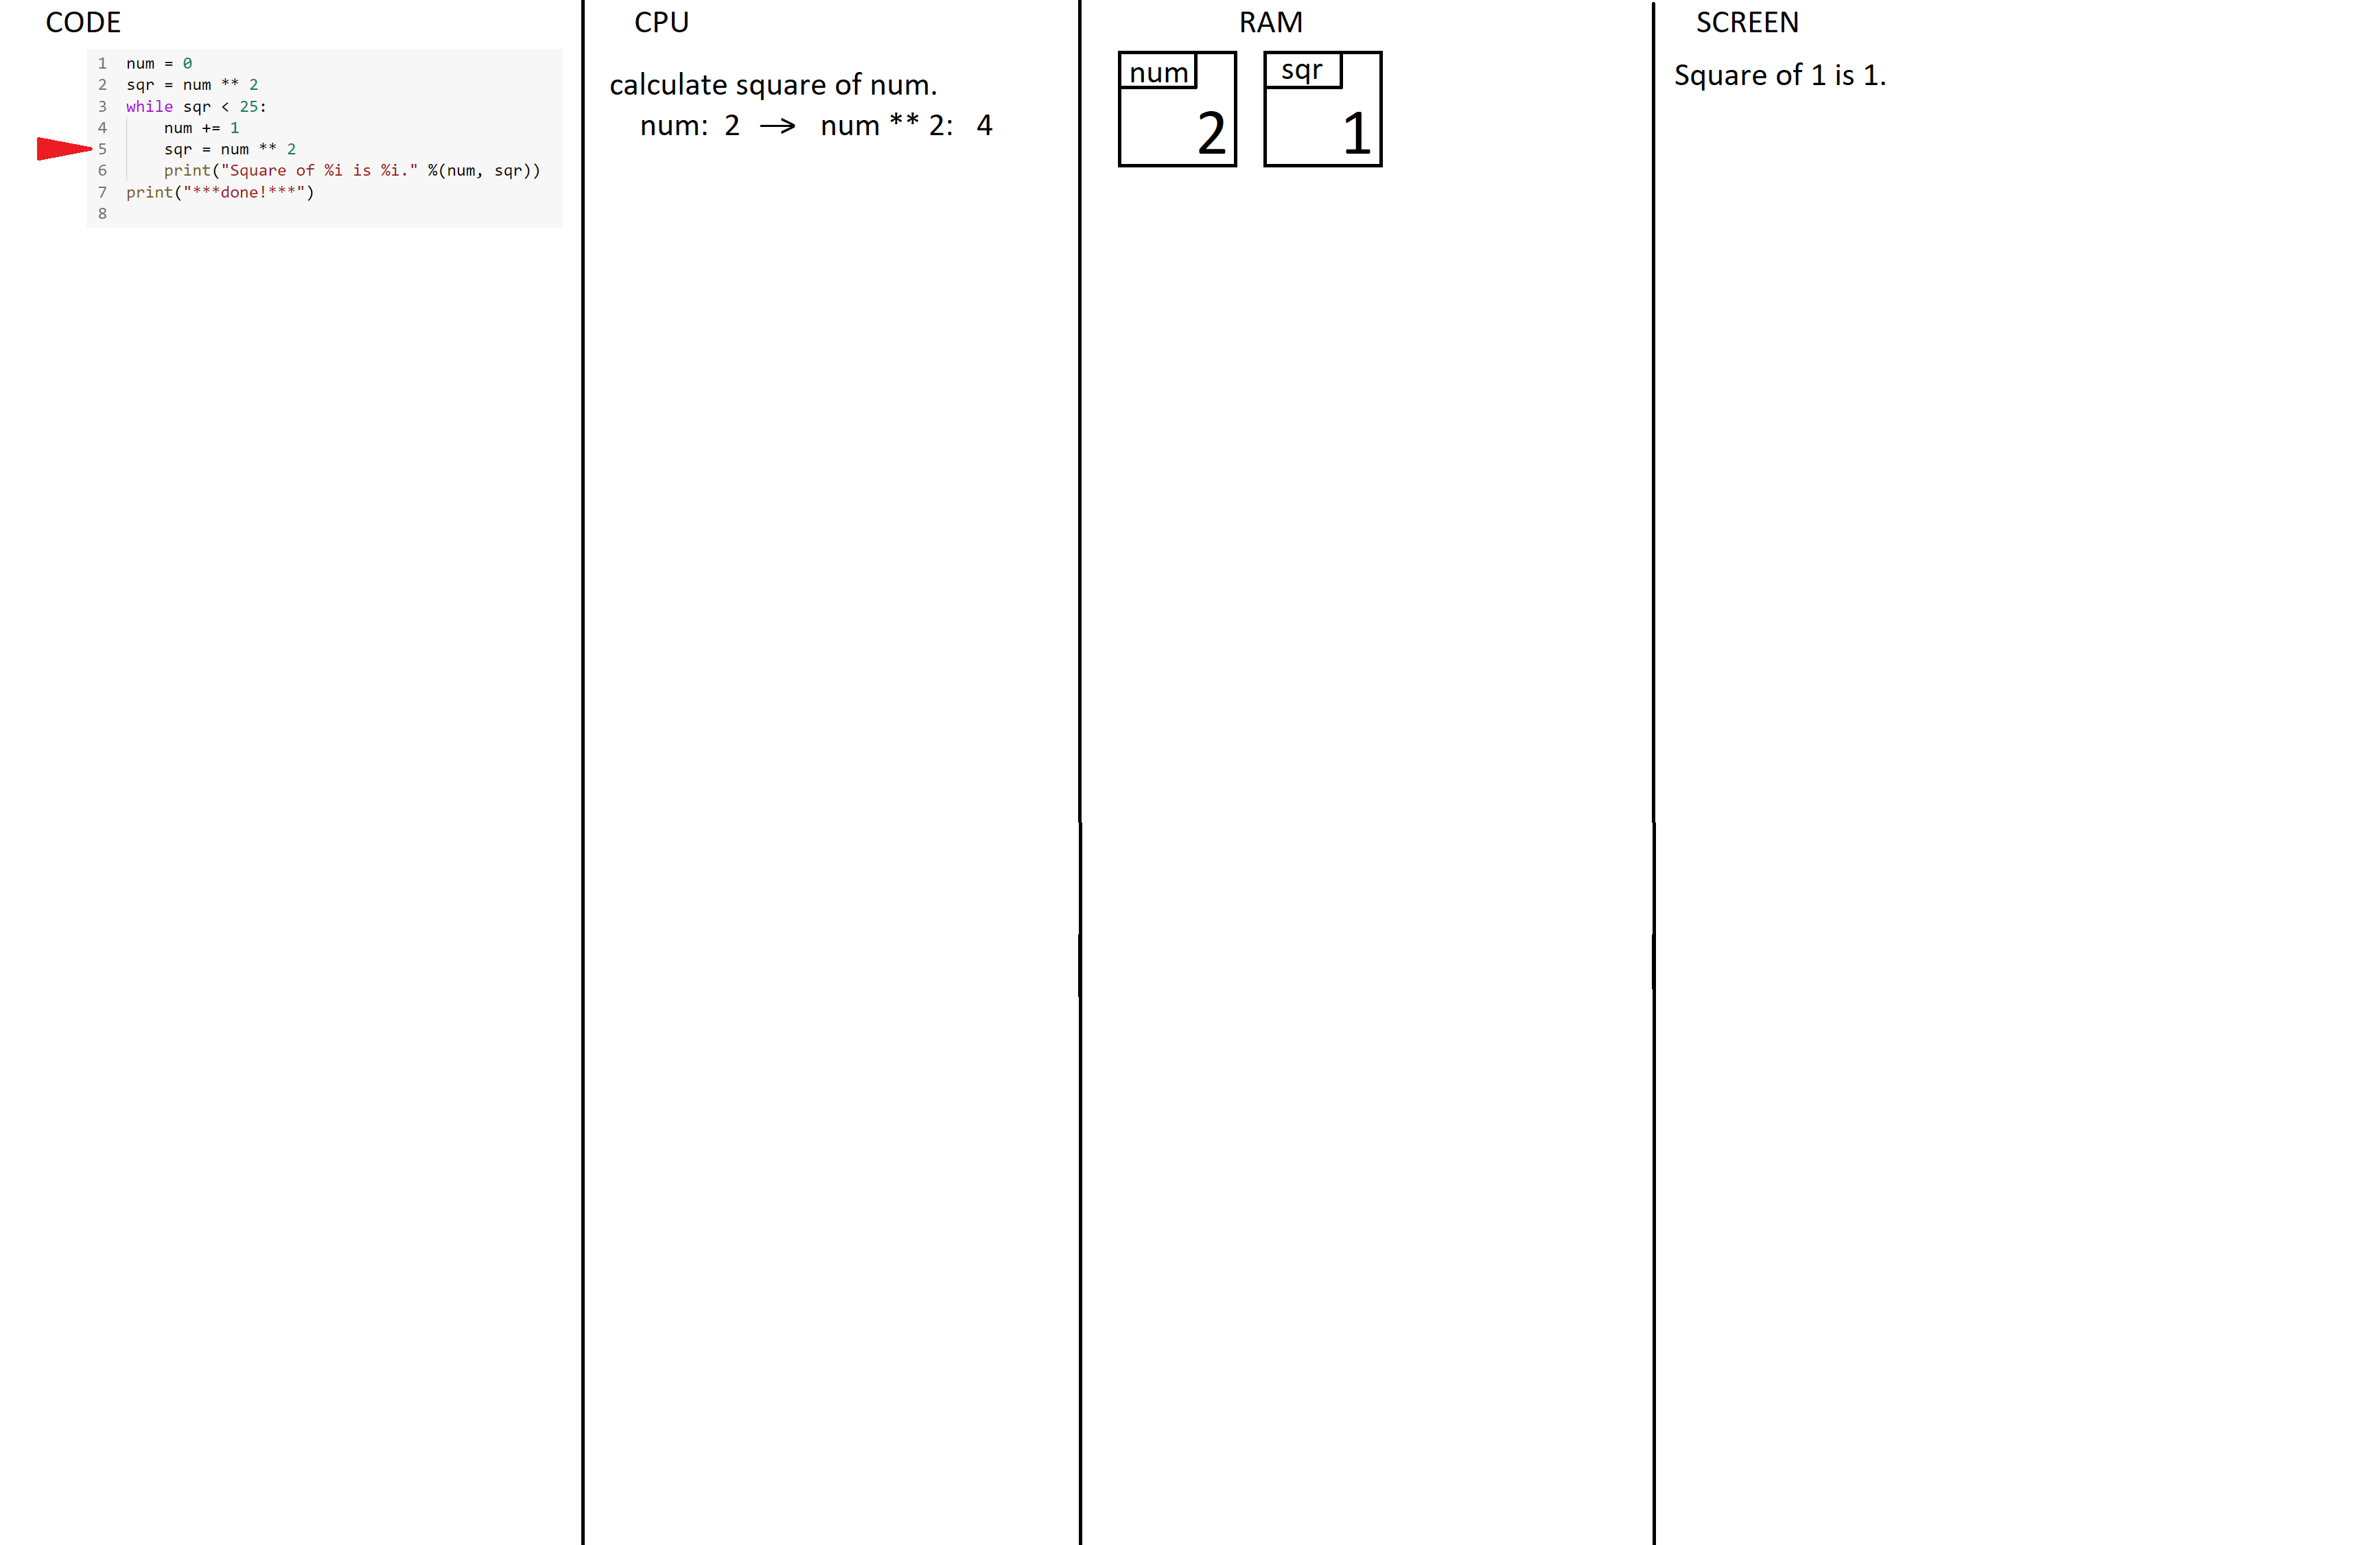 CODE
1 num = 0
2 sqr = num ** 2
3 while sqr < 25:
4     num += 1
5     sqr = num ** 2
6     print("Square of %i is %i." %(num, sqr))
7 print("***done!***")
8
CPU
calculate square of num.
num: 2 → num ** 2: 4
RAM
num
2
sqr
1
SCREEN
Square of 1 is 1.